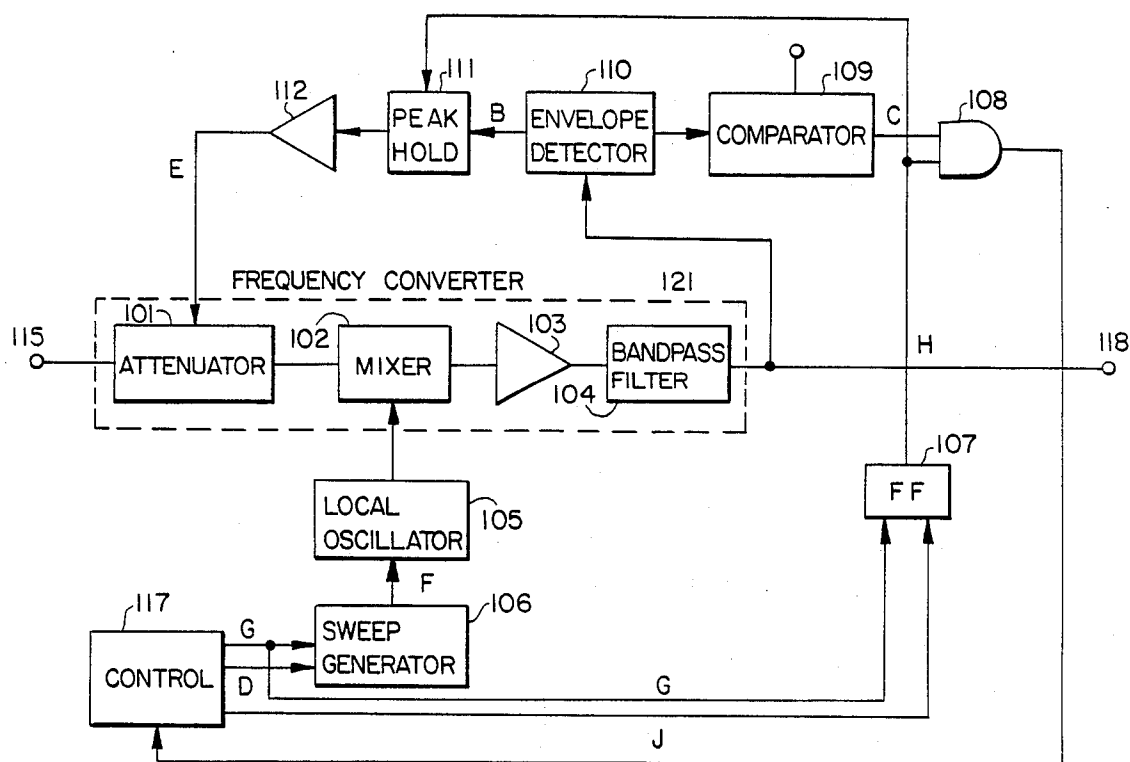 111
110
109
112
PEAK
HOLD
B
ENVELOPE
DETECTOR
COMPARATOR
C
108
E
FREQUENCY CONVERTER
121
115
101
ATTENUATOR
102
MIXER
103
BANDPASS
FILTER
104
H
118
107
FF
LOCAL
OSCILLATOR
105
F
106
117
CONTROL
G
D
SWEEP
GENERATOR
G
J